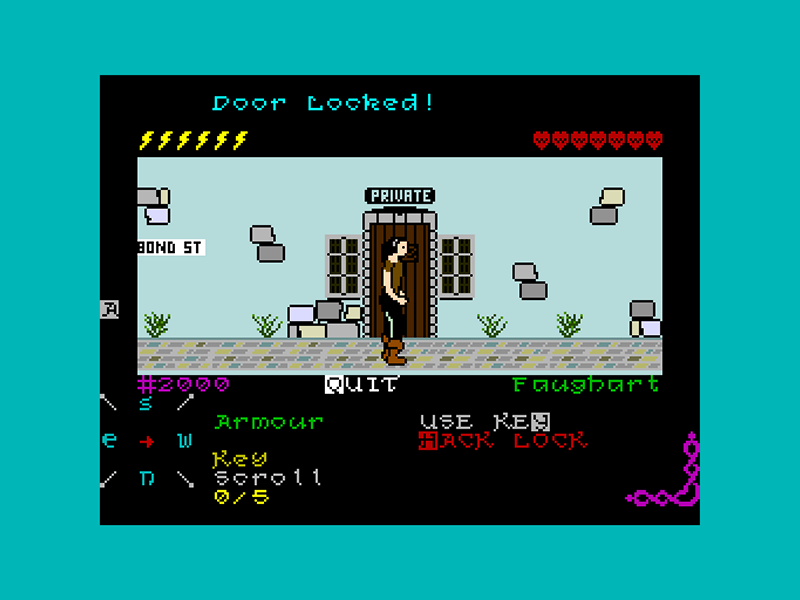 Door Locked!
PRIVATE
BOND ST
A
#2000 QUIT Faughart
S
e W
N
Armour
Key
Scroll
0/5
USE KEY
HACK LOCK